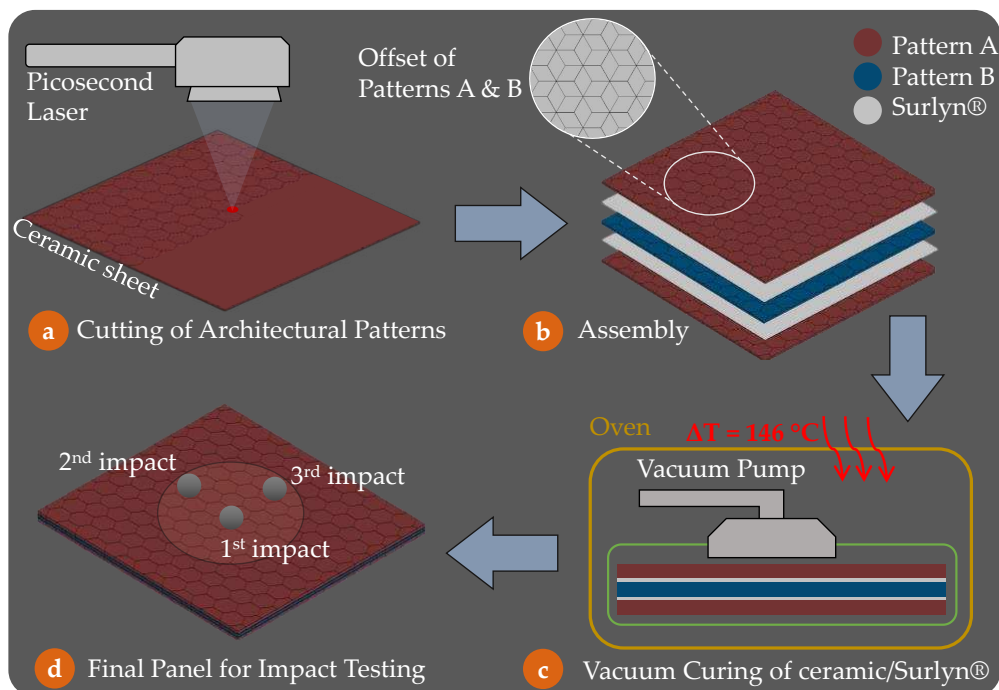 Picosecond
Laser
Ceramic sheet
a Cutting of Architectural Patterns
Offset of
Patterns A & B
Pattern A
Pattern B
Surlyn®
b Assembly
Oven
ΔT = 146 °C
Vacuum Pump
c Vacuum Curing of ceramic/Surlyn®
2nd impact
3rd impact
1st impact
d Final Panel for Impact Testing